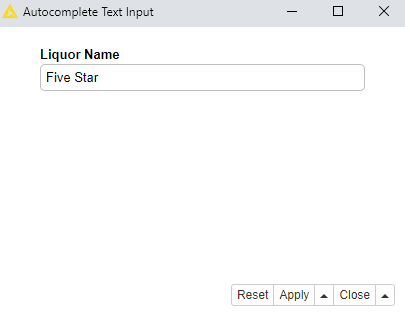 Autocomplete Text Input
Liquor Name
Five Star
Reset Apply Close